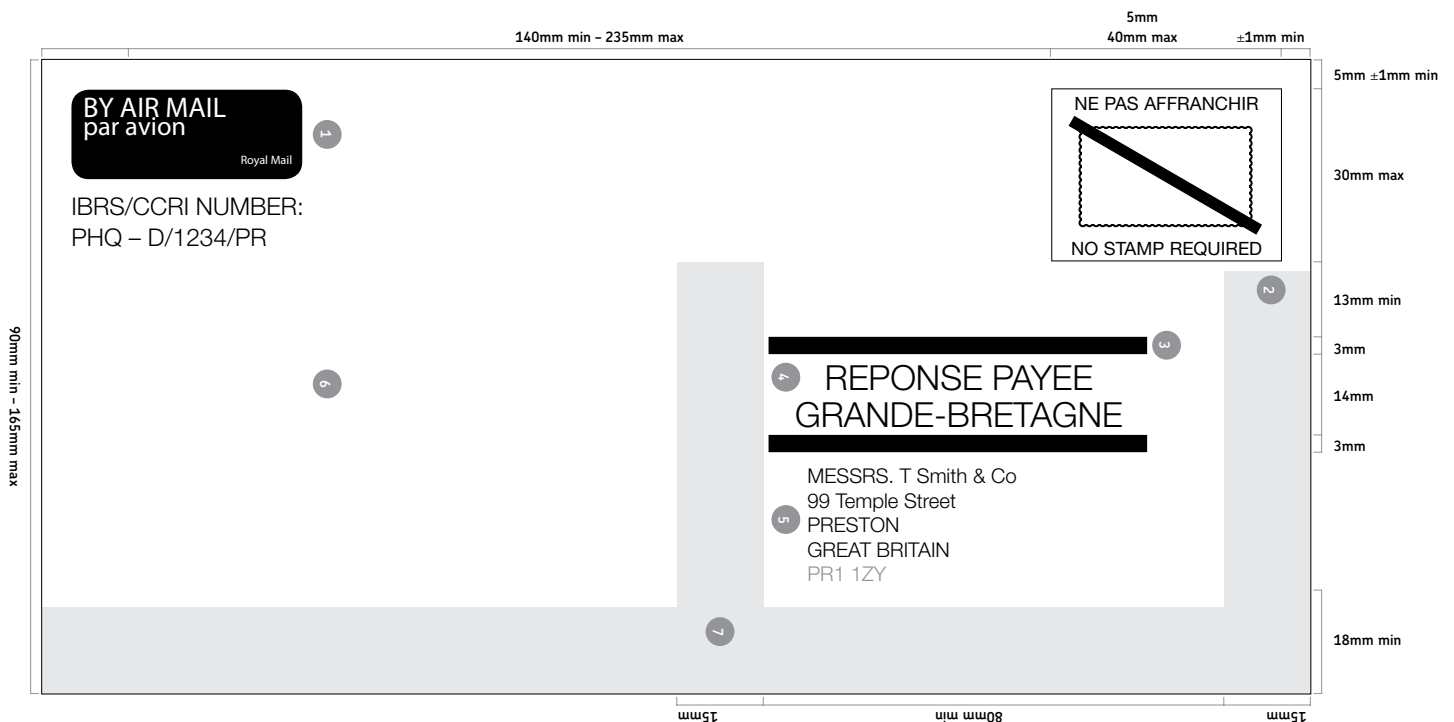 5mm
140mm min – 235mm max
40mm max
±1mm min
5mm ±1mm min
BY AIR MAIL
par avion
Royal Mail
1
IBRS/CCRI NUMBER:
PHQ – D/1234/PR
NE PAS AFFRANCHIR
NO STAMP REQUIRED
30mm max
2
13mm min
3
3mm
4
REPONSE PAYEE
GRANDE-BRETAGNE
14mm
3mm
90mm min – 165mm max
6
5
MESSRS. T Smith & Co
99 Temple Street
PRESTON
GREAT BRITAIN
PR1 1ZY
7
18mm min
15mm
80mm min
15mm